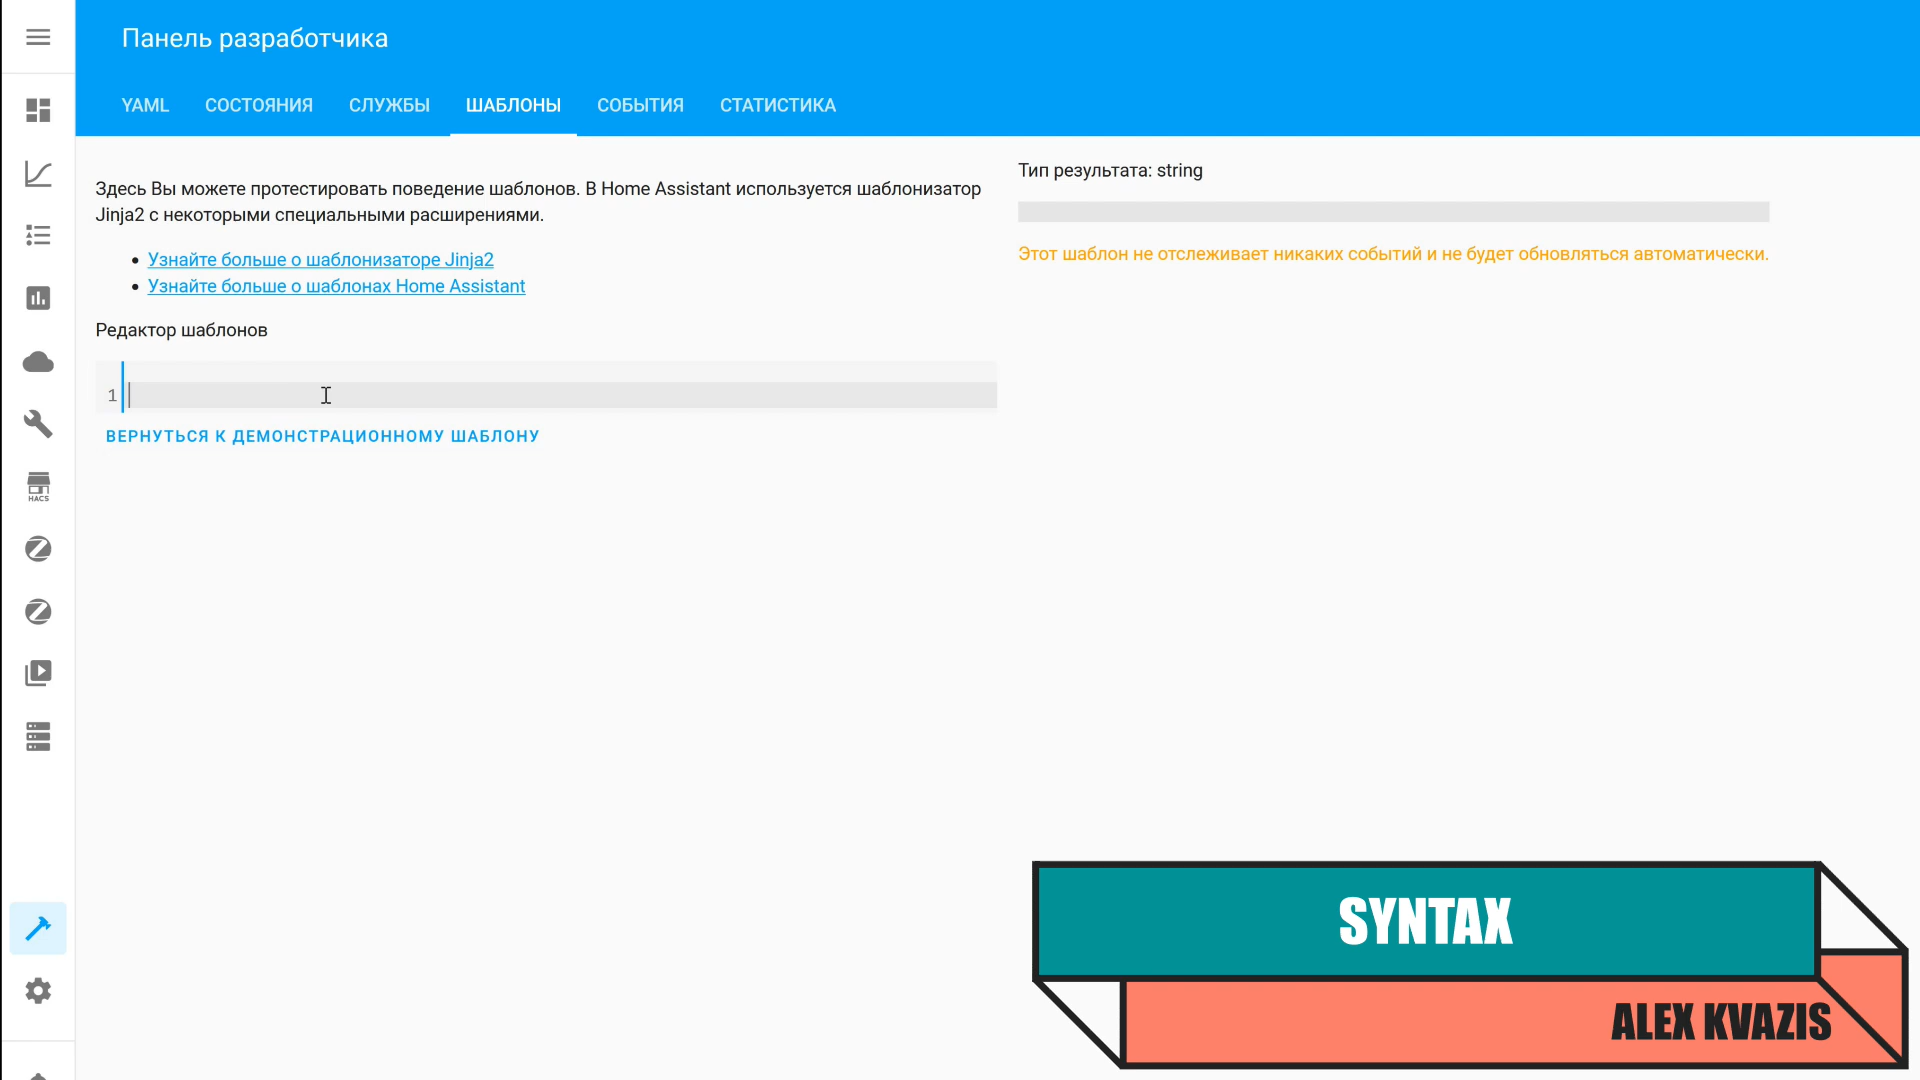 Панель разработчика
YAML СОСТОЯНИЯ СЛУЖБЫ ШАБЛОНЫ СОБЫТИЯ СТАТИСТИКА
Здесь Вы можете протестировать поведение шаблонов. В Home Assistant используется шаблонизатор
Jinja2 с некоторыми специальными расширениями.
Узнайте больше о шаблонизаторе Jinja2
Узнайте больше о шаблонах Home Assistant
Редактор шаблонов
1
ВЕРНУТЬСЯ К ДЕМОНСТРАЦИОННОМУ ШАБЛОНУ
Тип результата: string
Этот шаблон не отслеживает никаких событий и не будет обновляться автоматически.
HACS
SYNTAX
ALEX KVAZIS